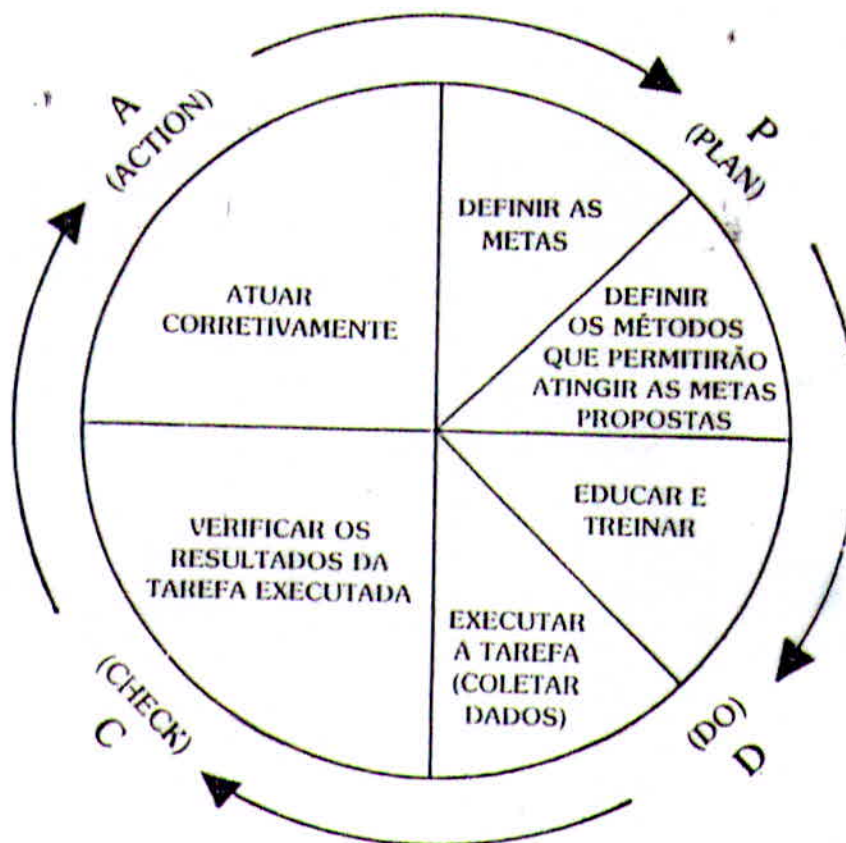 A
(ACTION)
P
(PLAN)
DEFINIR AS
METAS
DEFINIR
OS MÉTODOS
QUE PERMITIRÃO
ATINGIR AS METAS
PROPOSTAS
ATUAR
CORRETIVAMENTE
EDUCAR E
TREINAR
VERIFICAR OS
RESULTADOS DA
TAREFA EXECUTADA
EXECUTAR
A TAREFA
(COLETAR
DADOS)
(CHECK)
C
(DO)
D